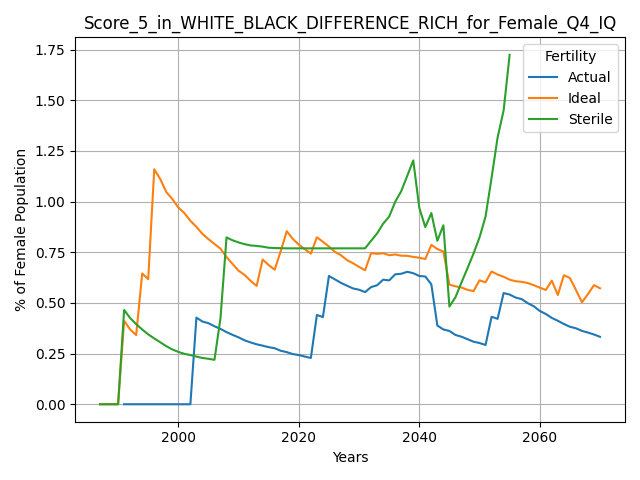 Score_5_in_WHITE_BLACK_DIFFERENCE_RICH_for_Female_Q4_IQ
Fertility
Actual
Ideal
Sterile
% of Female Population
1.75
1.50
1.25
1.00
0.75
0.50
0.25
0.00
2000 2020 2040 2060
Years